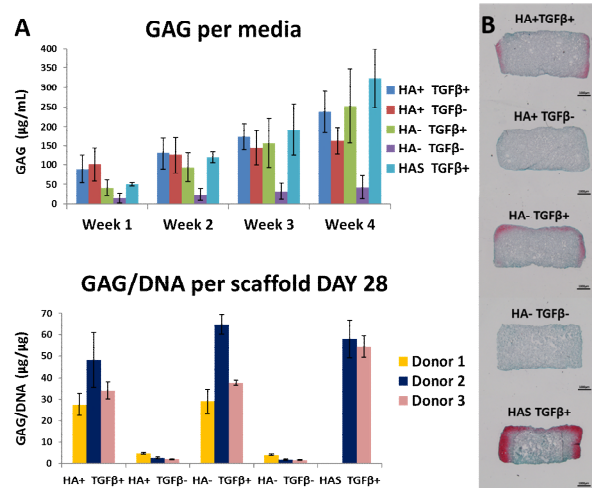 A
GAG per media
GAG (µg/mL)
400
350
300
250
200
150
100
50
0
Week 1 Week 2 Week 3 Week 4
HA+ TGFβ+
HA+ TGFβ-
HA- TGFβ+
HA- TGFβ-
HAS TGFβ+
GAG/DNA per scaffold DAY 28
GAG/DNA (µg/µg)
70
60
50
40
30
20
10
0
HA+ TGFβ+ HA+ TGFβ- HA- TGFβ+ HA- TGFβ- HAS TGFβ+
Donor 1
Donor 2
Donor 3
B
HA+TGFβ+
HA+ TGFβ-
HA- TGFβ+
HA- TGFβ-
HAS TGFβ+